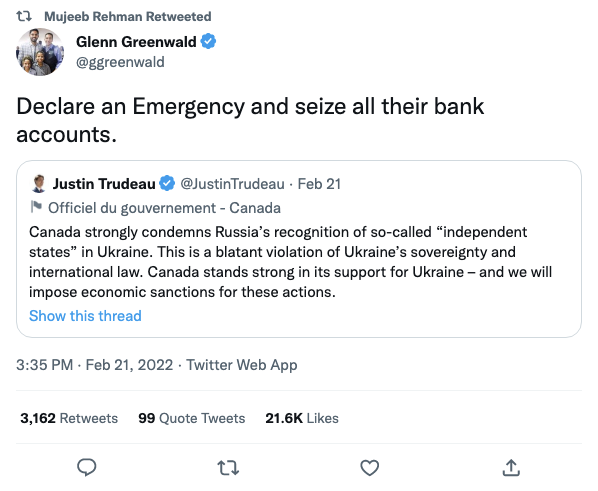 Mujeeb Rehman Retweeted
Glenn Greenwald
@ggreenwald
Declare an Emergency and seize all their bank
accounts.
Justin Trudeau @JustinTrudeau · Feb 21
Officiel du gouvernement - Canada
Canada strongly condemns Russia’s recognition of so-called “independent
states” in Ukraine. This is a blatant violation of Ukraine’s sovereignty and
international law. Canada stands strong in its support for Ukraine – and we will
impose economic sanctions for these actions.
Show this thread
3:35 PM · Feb 21, 2022 · Twitter Web App
3,162 Retweets 99 Quote Tweets 21.6K Likes